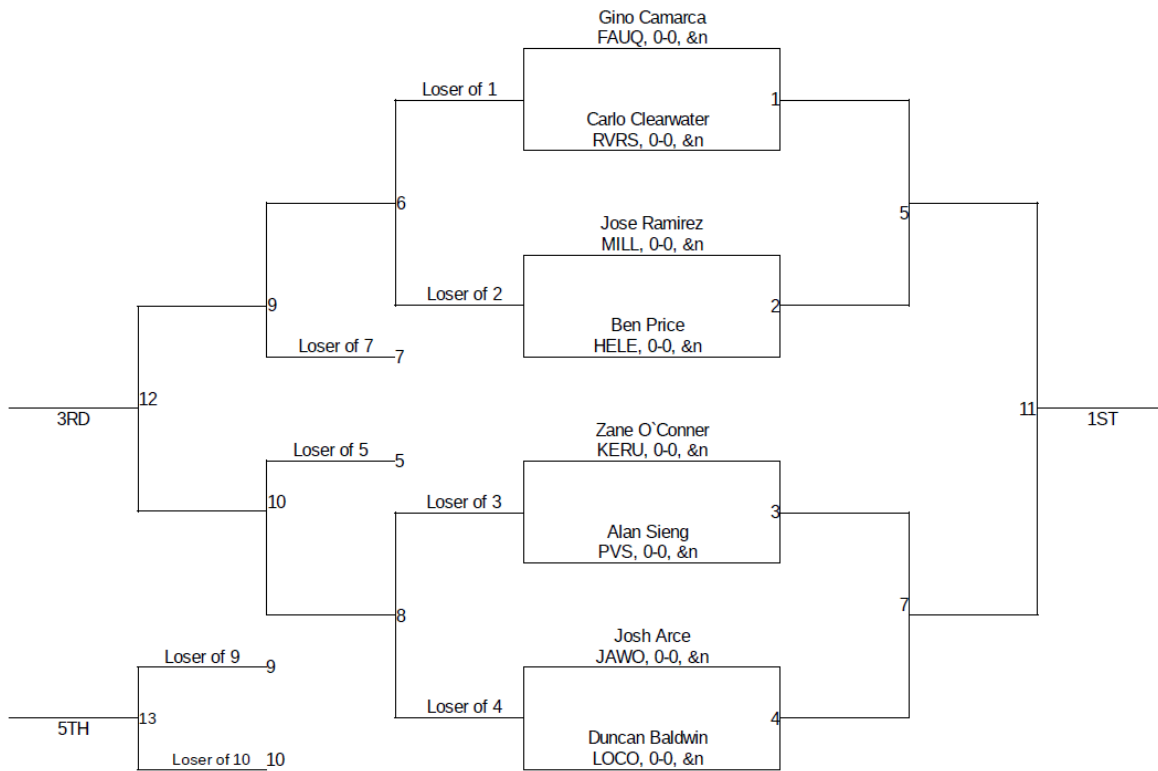 Gino Camarca
FAUQ, 0-0, &n
Loser of 1
1
Carlo Clearwater
RVRS, 0-0, &n
6
5
Jose Ramirez
MILL, 0-0, &n
Loser of 2
9
2
Ben Price
HELE, 0-0, &n
Loser of 7
7
12
3RD
11
1ST
Zane O`Conner
KERU, 0-0, &n
Loser of 5
5
10
Loser of 3
3
Alan Sieng
PVS, 0-0, &n
8
7
Josh Arce
JAWO, 0-0, &n
Loser of 9
9
Loser of 4
4
13
5TH
Duncan Baldwin
LOCO, 0-0, &n
Loser of 10
10